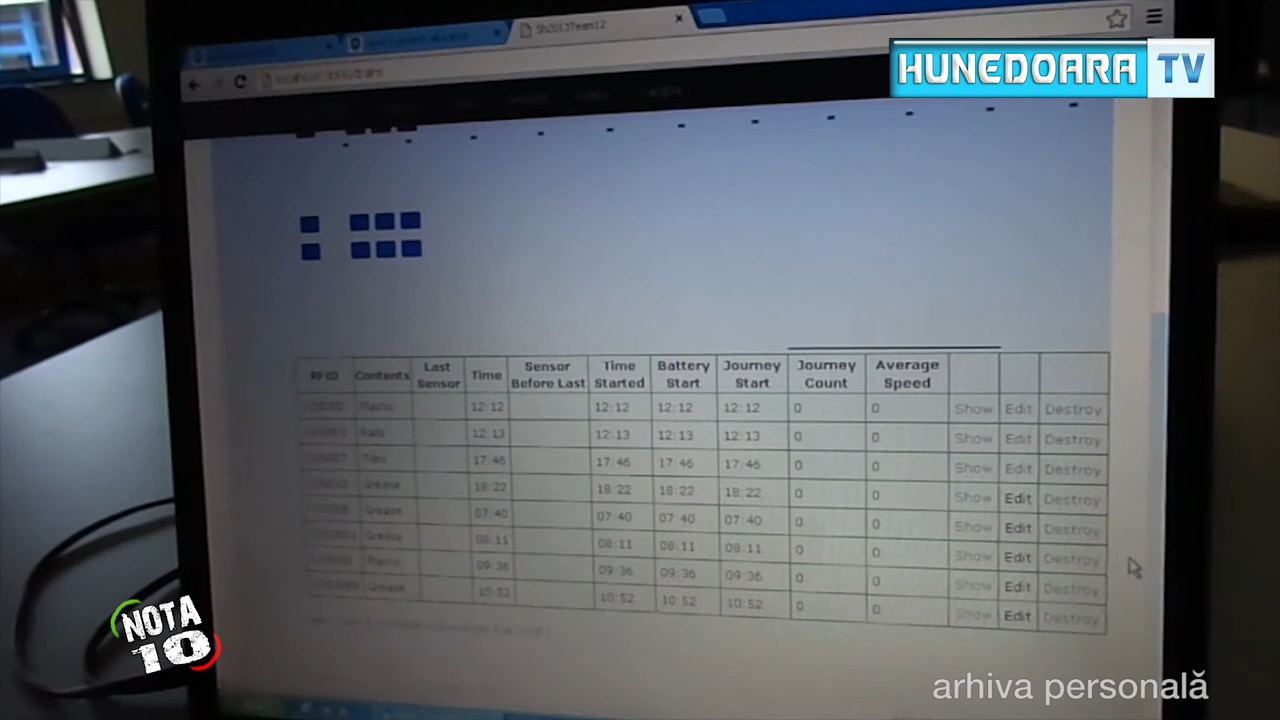 Sh2013Team12
HUNEDOARA TV
RFID Contents Last Sensor Time Sensor Before Last Time Started Battery Start Journey Start Journey Count Average Speed
Plastic 12:12 12:12 12:12 12:12 0 0 Show Edit Destroy
Rails 12:13 12:13 12:13 12:13 0 0 Show Edit Destroy
Tiles 17:46 17:46 17:46 17:46 0 0 Show Edit Destroy
Grease 18:22 18:22 18:22 18:22 0 0 Show Edit Destroy
Grease 07:40 07:40 07:40 07:40 0 0 Show Edit Destroy
Grease 08:11 08:11 08:11 08:11 0 0 Show Edit Destroy
Plastic 09:36 09:36 09:36 09:36 0 0 Show Edit Destroy
Grease 10:52 10:52 10:52 10:52 0 0 Show Edit Destroy
NOTA
10
arhiva personală